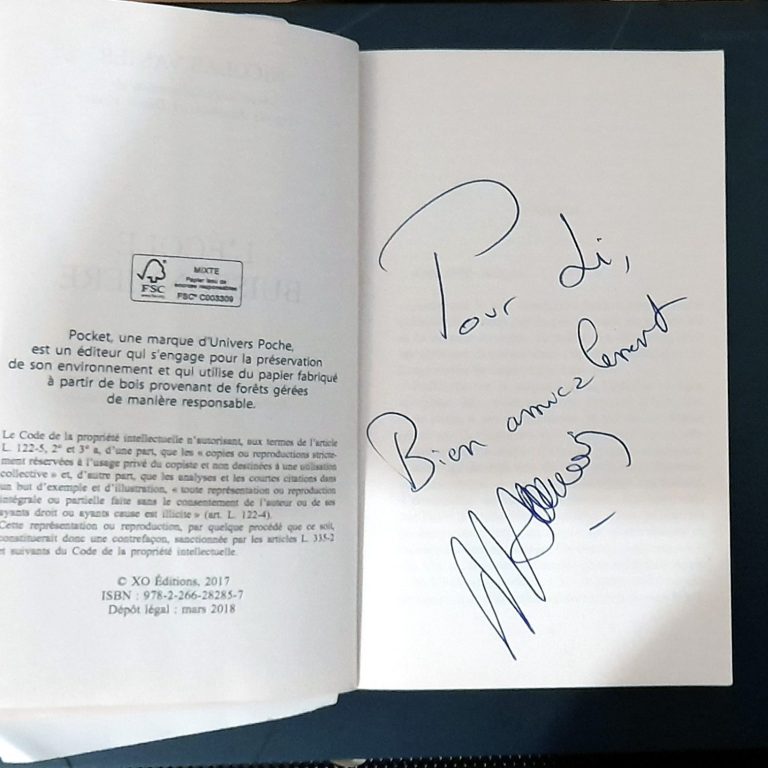 MIXTE
Papier issu de
sources responsables
FSC
FSC® C003309
Pocket, une marque d'Univers Poche,
est un éditeur qui s'engage pour la préservation
de son environnement et qui utilise du papier fabriqué
à partir de bois provenant de forêts gérées
de manière responsable.
Le Code de la propriété intellectuelle n'autorisant, aux termes de l'article
L. 122-5, 2° et 3° a, d'une part, que les « copies ou reproductions stricte-
ment réservées à l'usage privé du copiste et non destinées à une utilisation
collective » et, d'autre part, que les analyses et les courtes citations dans
un but d'exemple et d'illustration, « toute représentation ou reproduction
intégrale ou partielle faite sans le consentement de l'auteur ou de ses
ayants droit ou ayants cause est illicite » (art. L. 122-4).
Cette représentation ou reproduction, par quelque procédé que ce soit,
constituerait donc une contrefaçon, sanctionnée par les articles L. 335-2
et suivants du Code de la propriété intellectuelle.
© XO Éditions, 2017
ISBN : 978-2-266-28285-7
Dépôt légal : mars 2018
Pour Li,
Bien amicalement